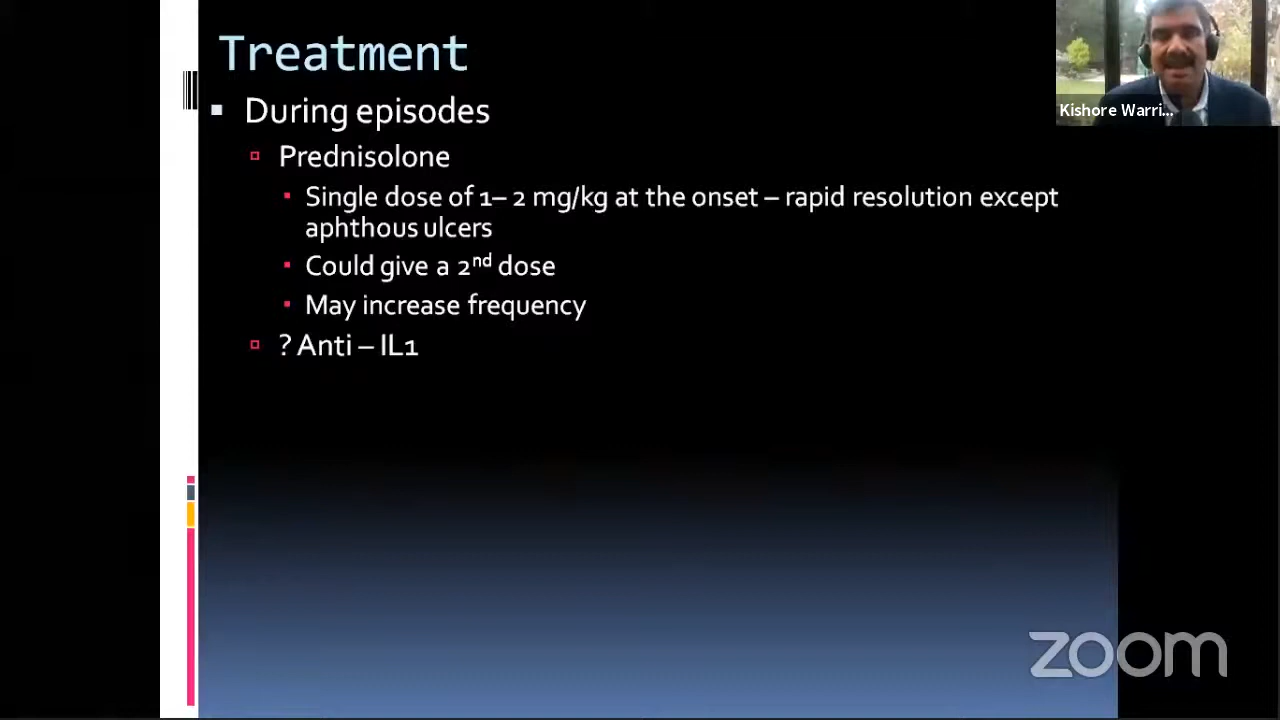 Treatment
During episodes
Prednisolone
Single dose of 1– 2 mg/kg at the onset – rapid resolution except
aphthous ulcers
Could give a 2nd dose
May increase frequency
? Anti – IL1
Kishore Warri...
zoom